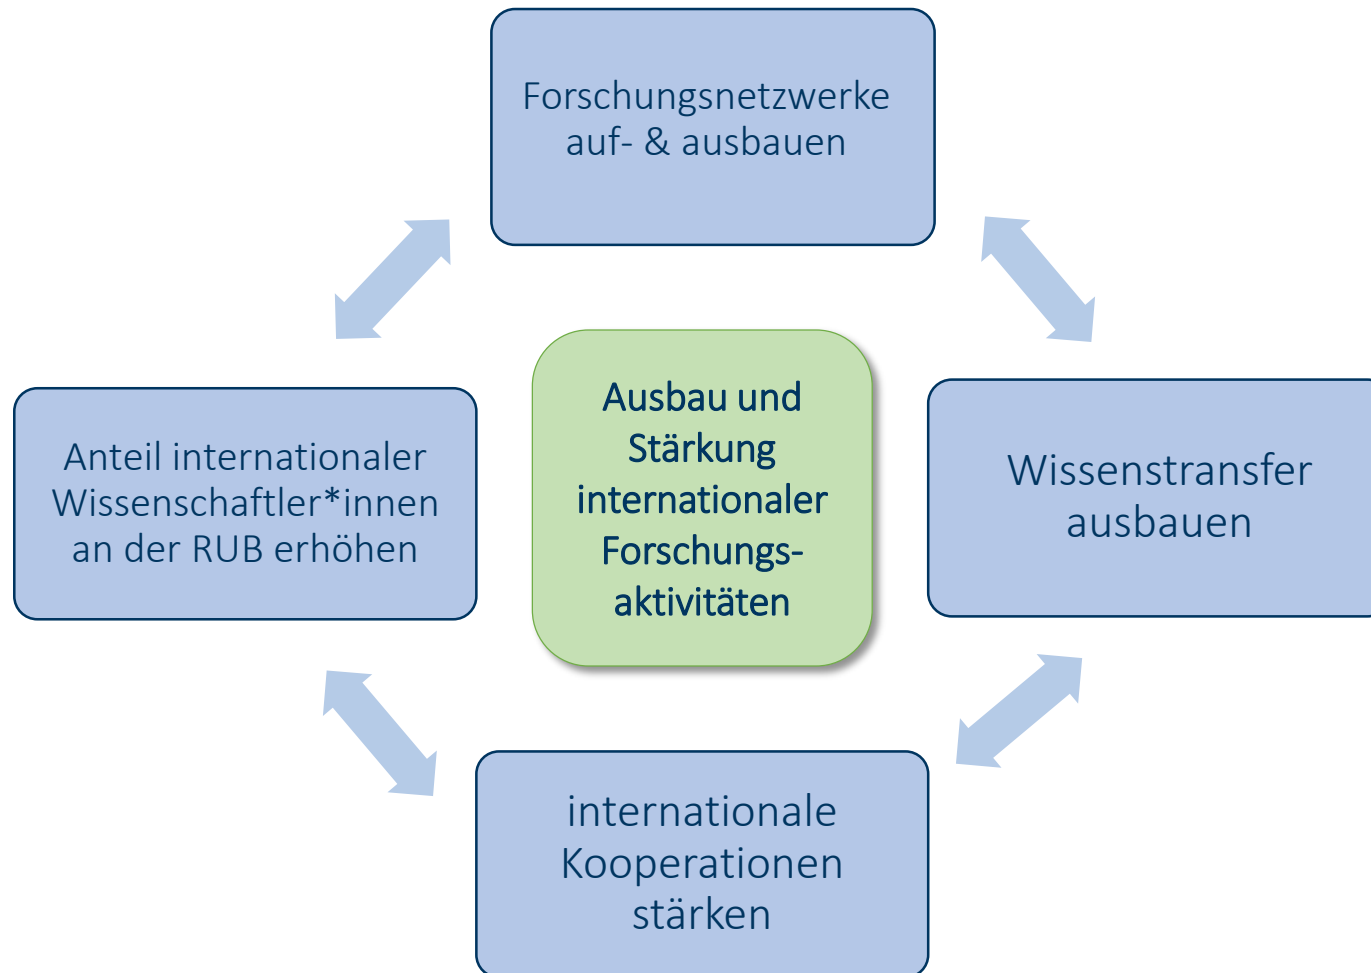 Forschungsnetzwerke
auf- & ausbauen
Anteil internationaler
Wissenschaftler*innen
an der RUB erhöhen
Ausbau und
Stärkung
internationaler
Forschungs-
aktivitäten
Wissenstransfer
ausbauen
internationale
Kooperationen
stärken